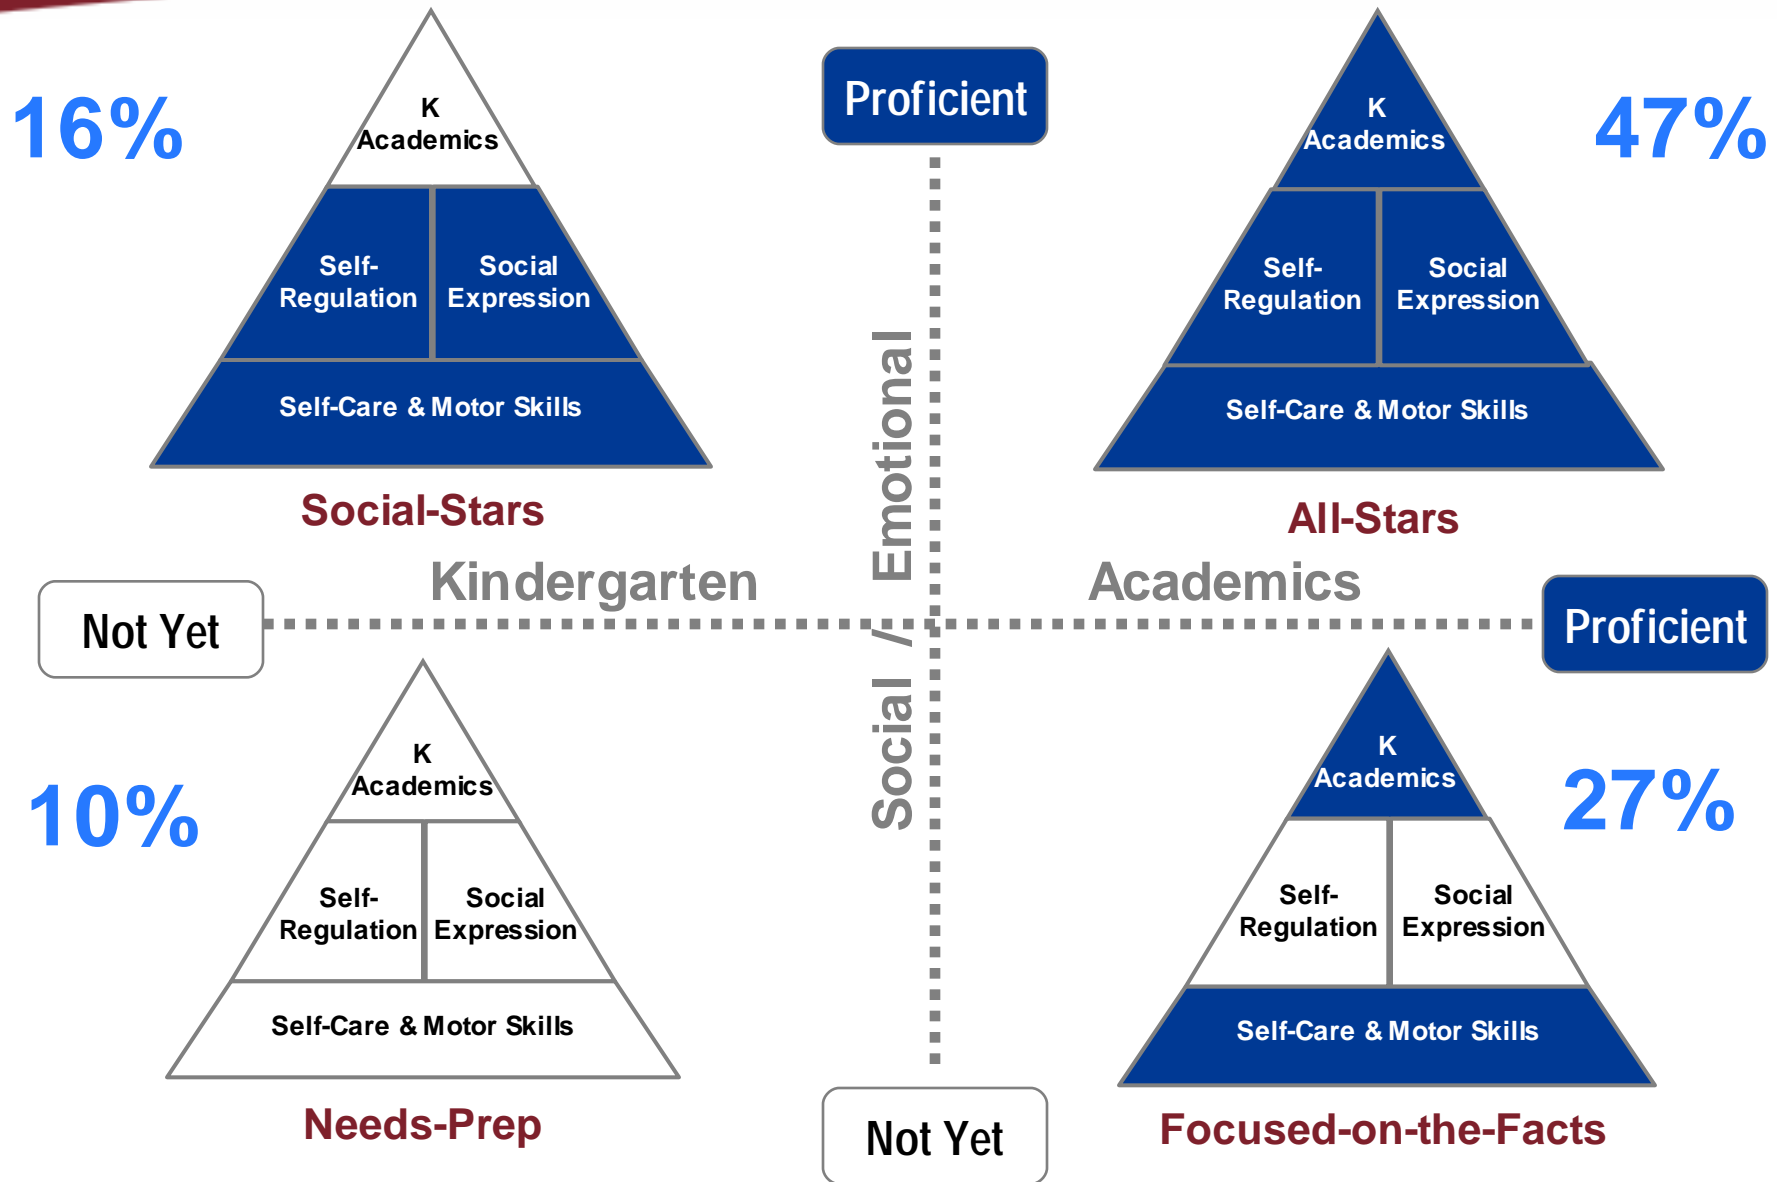 16%
K
Academics
Self-
Regulation
Social
Expression
Self-Care & Motor Skills
Social-Stars
Proficient
47%
K
Academics
Self-
Regulation
Social
Expression
Self-Care & Motor Skills
All-Stars
Kindergarten Academics
Social / Emotional
Not Yet
Proficient
10%
K
Academics
Self-
Regulation
Social
Expression
Self-Care & Motor Skills
Needs-Prep
27%
K
Academics
Self-
Regulation
Social
Expression
Self-Care & Motor Skills
Focused-on-the-Facts
Not Yet